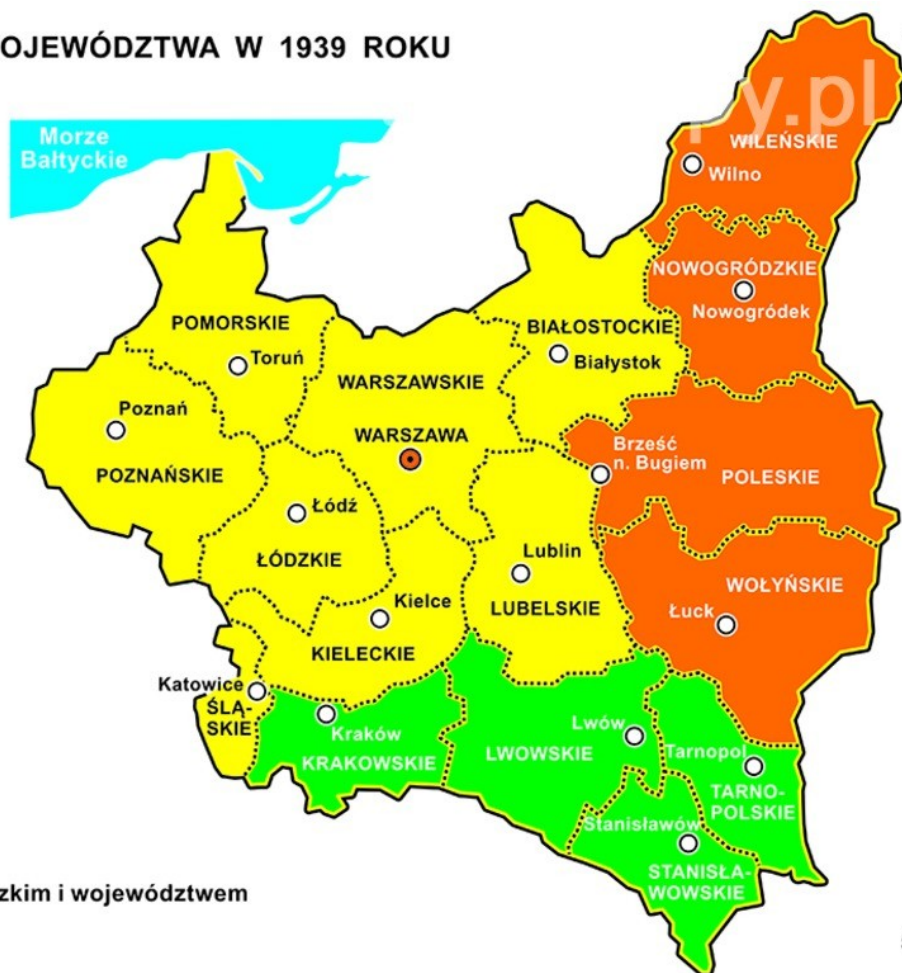 OJEWÓDZTWA W 1939 ROKU
py.pl
Morze
Bałtyckie
WILEŃSKIE
Wilno
NOWOGRÓDZKIE
Nowogródek
POMORSKIE
Toruń
BIAŁOSTOCKIE
Białystok
WARSZAWSKIE
Poznań
WARSZAWA
Brześć
n. Bugiem
POZNAŃSKIE
POLESKIE
Łódź
ŁÓDZKIE
Lublin
LUBELSKIE
WOŁYŃSKIE
Łuck
Kielce
KIELECKIE
Katowice
ŚLĄ-
SKIE
Kraków
KRAKOWSKIE
Lwów
LWOWSKIE
Tarnopol
TARNO-
POLSKIE
Stanisławów
STANISŁA-
WOWSKIE
zkim i województwem